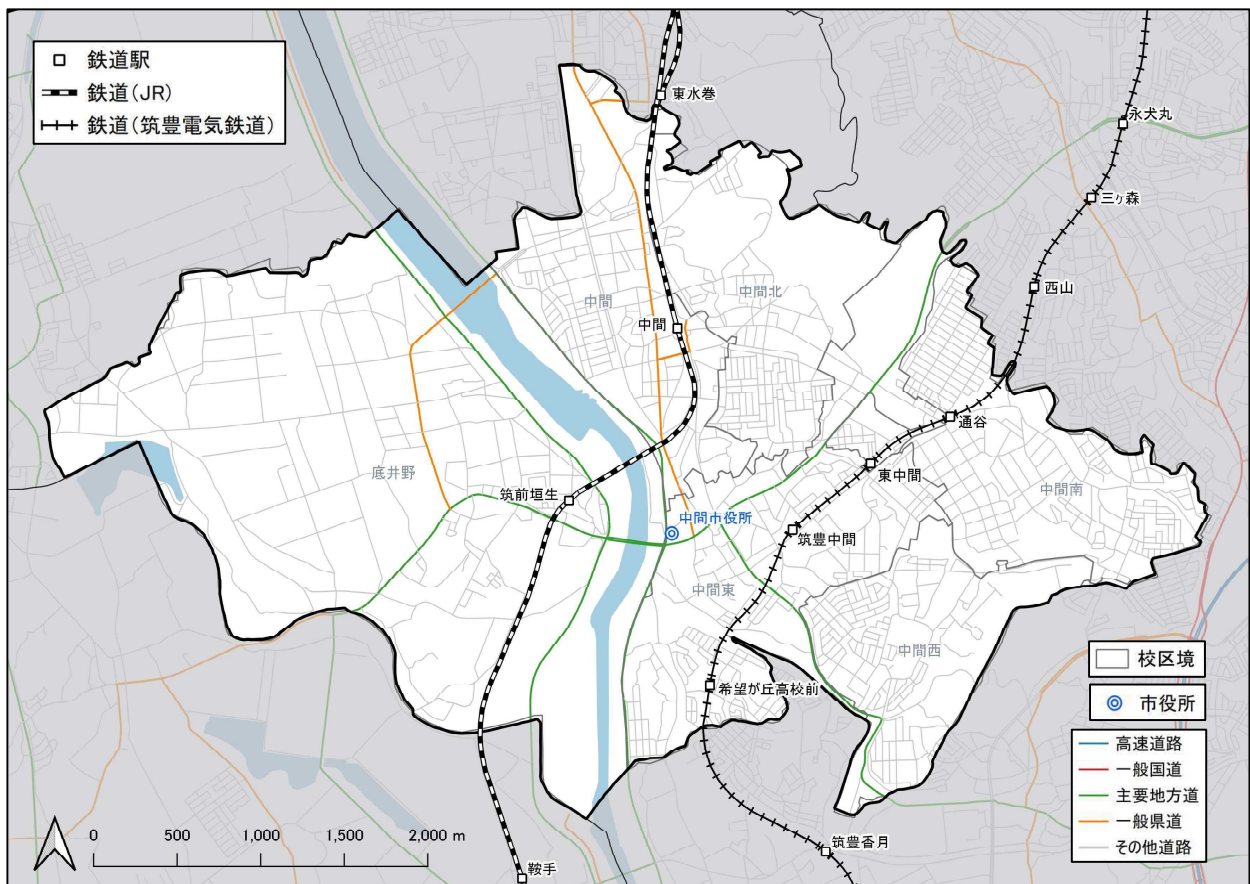 鉄道駅
鉄道(JR)
鉄道(筑豊電気鉄道)
東水巻
永犬丸
三ヶ森
西山
中間
中間北
中間
通谷
東中間
底井野
筑前垣生
中間市役所
筑豊中間
中間南
中間東
中間西
希望が丘高校前
筑豊香月
鞍手
校区境
市役所
高速道路
一般国道
主要地方道
一般県道
その他道路
0 500 1,000 1,500 2,000 m